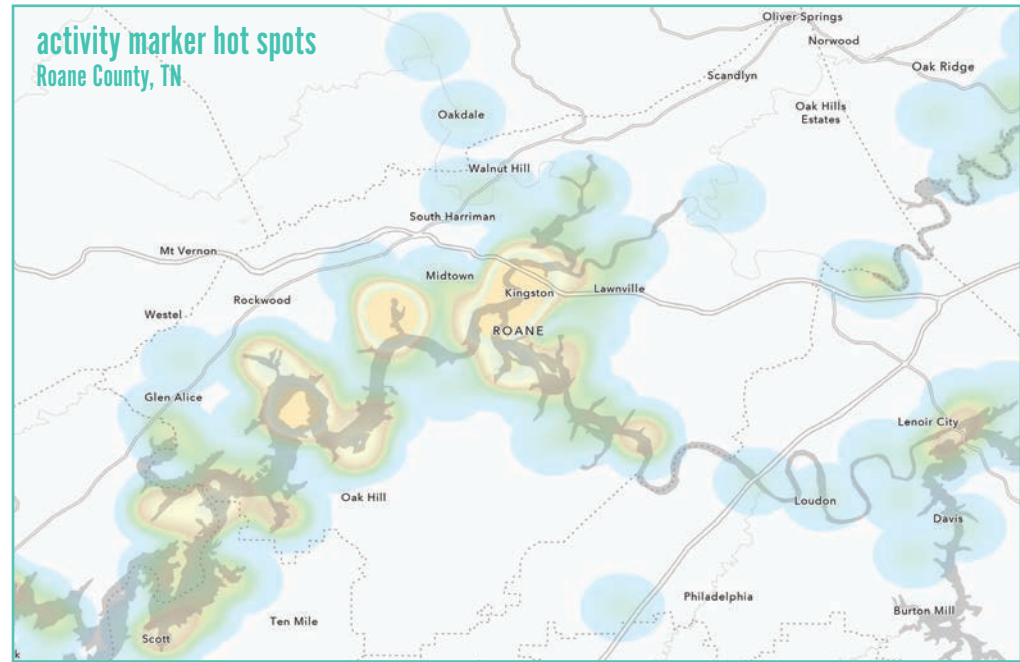 activity marker hot spots
Roane County, TN
Oliver Springs
Norwood
Oak Ridge
Scandlyn
Oakdale
Oak Hills
Estates
Walnut Hill
South Harriman
Mt Vernon
Midtown
Rockwood
Kingston
Lawnville
Westel
ROANE
Glen Alice
Lenoir City
Oak Hill
Loudon
Davis
Philadelphia
Burton Mill
Ten Mile
Scott
k